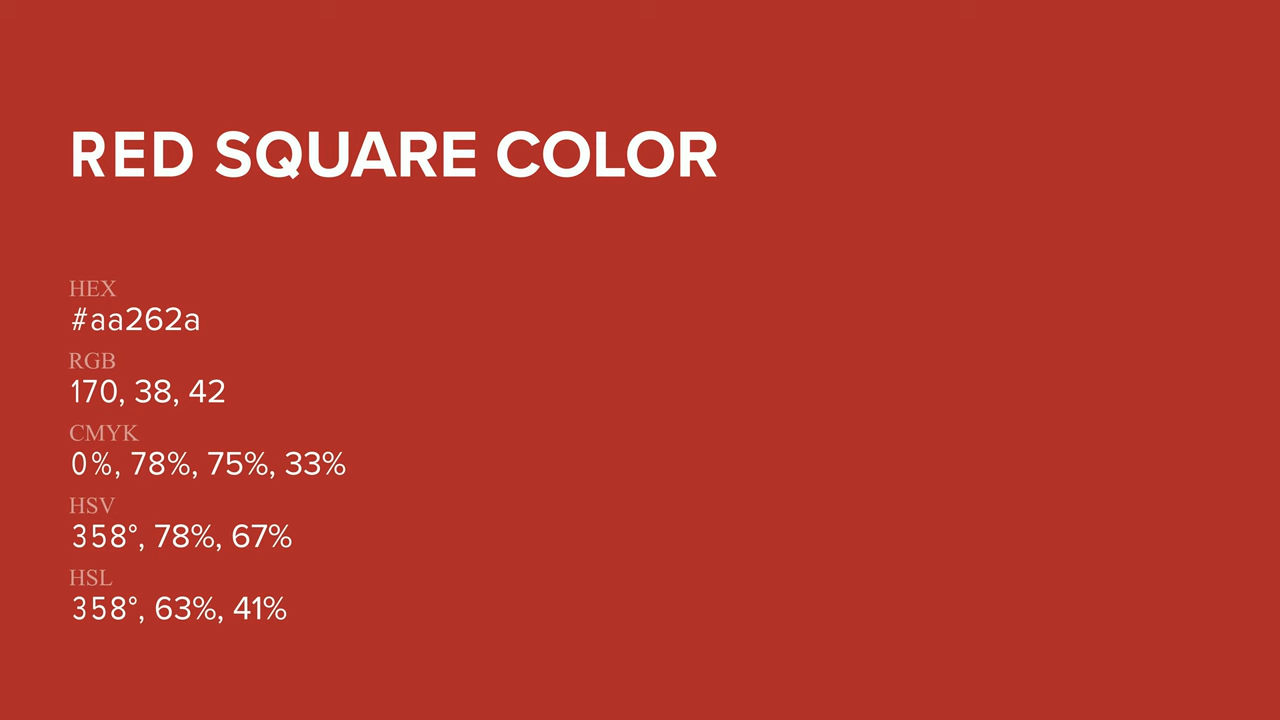 RED SQUARE COLOR
HEX
#aa262a
RGB
170, 38, 42
CMYK
0%, 78%, 75%, 33%
HSV
358°, 78%, 67%
HSL
358°, 63%, 41%